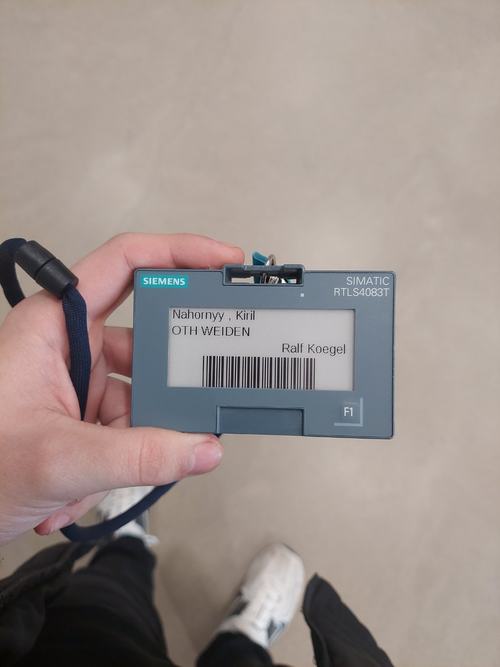 SIEMENS
SIMATIC
RTLS4083T
Nahornyy , Kiril
OTH WEIDEN
Ralf Koegel
F1